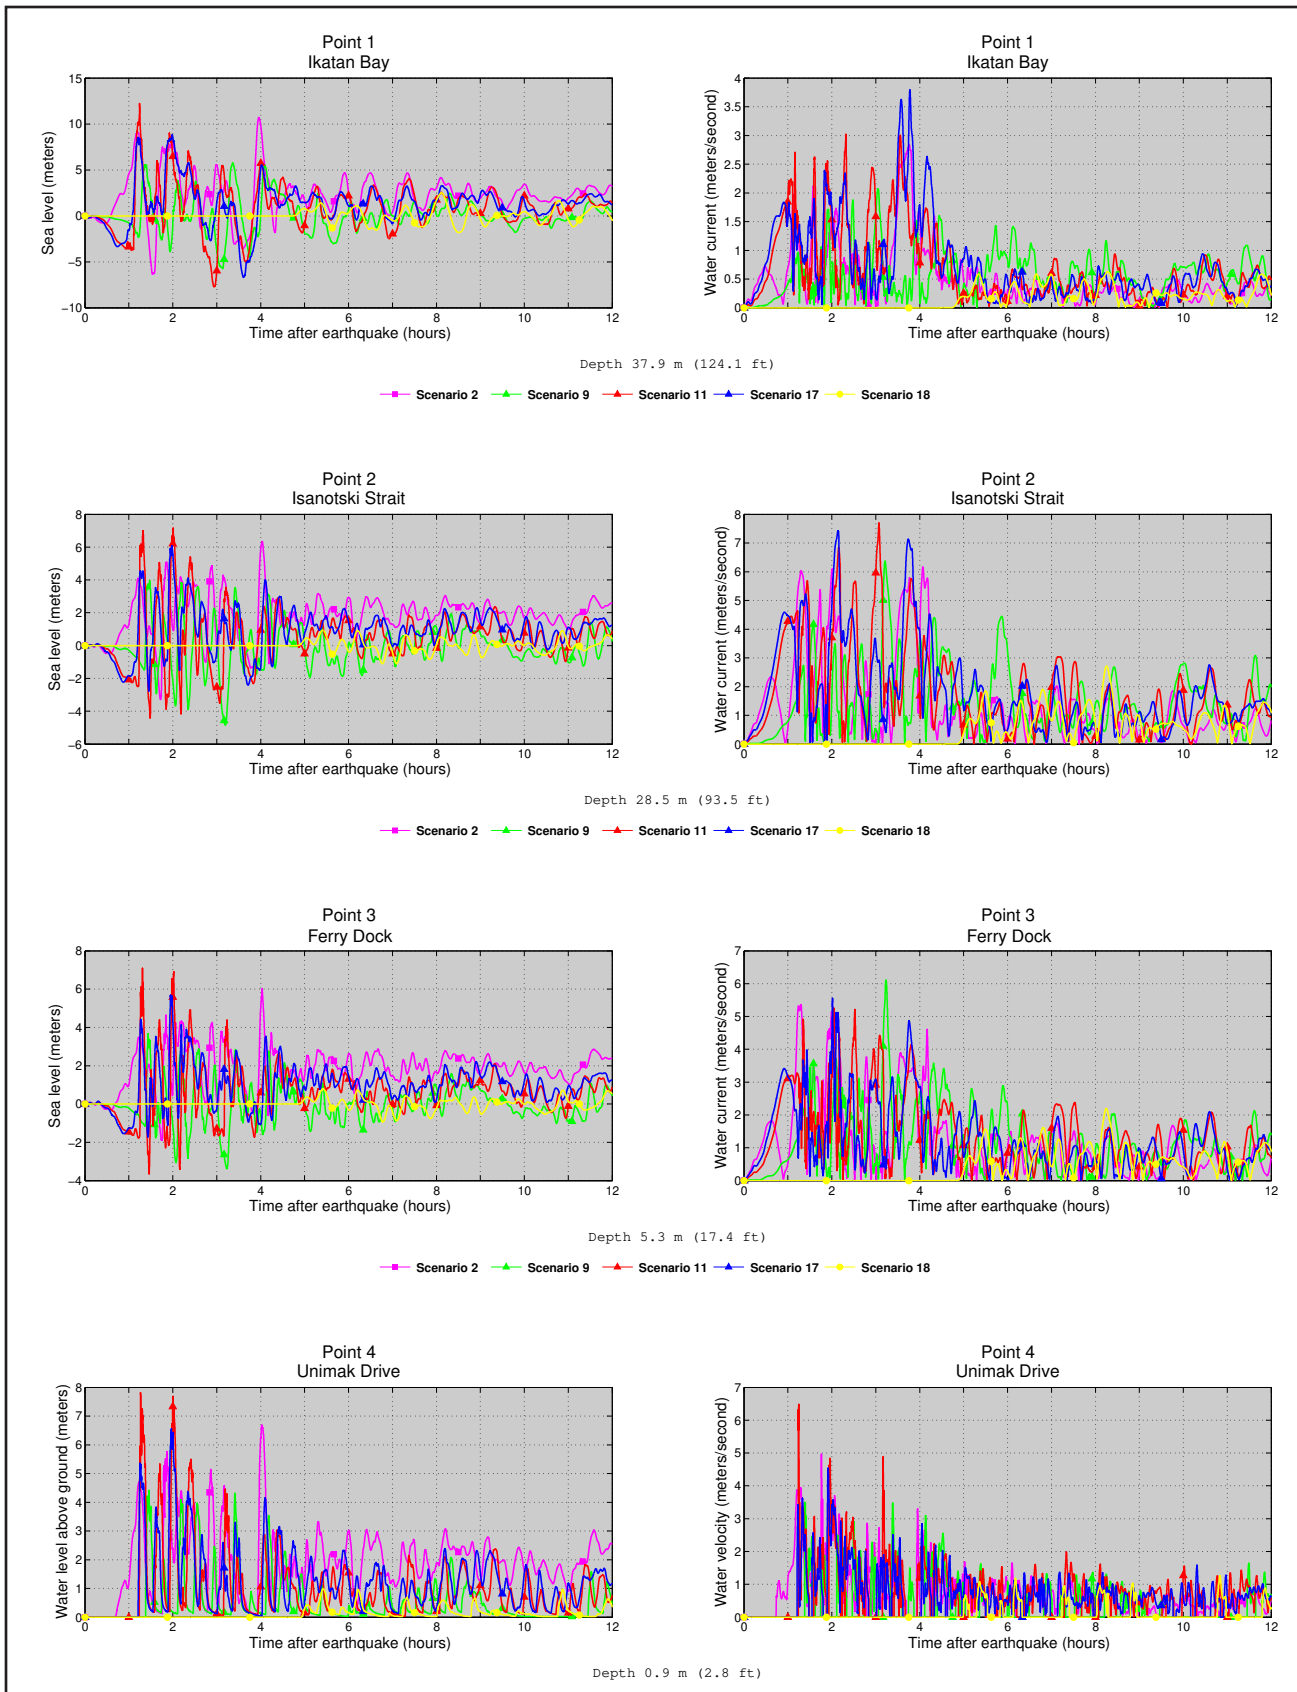 Point 1
Ikatan Bay
Sea level (meters)
15
10
5
0
−5
−10
0 2 4 6 8 10 12
Time after earthquake (hours)
Point 1
Ikatan Bay
Water current (meters/second)
4
3.5
3
2.5
2
1.5
1
0.5
0
0 2 4 6 8 10 12
Time after earthquake (hours)
Depth 37.9 m (124.1 ft)
Scenario 2 Scenario 9 Scenario 11 Scenario 17 Scenario 18
Point 2
Isanotski Strait
Sea level (meters)
8
6
4
2
0
−2
−4
−6
0 2 4 6 8 10 12
Time after earthquake (hours)
Point 2
Isanotski Strait
Water current (meters/second)
8
7
6
5
4
3
2
1
0
0 2 4 6 8 10 12
Time after earthquake (hours)
Depth 28.5 m (93.5 ft)
Scenario 2 Scenario 9 Scenario 11 Scenario 17 Scenario 18
Point 3
Ferry Dock
Sea level (meters)
8
6
4
2
0
−2
−4
0 2 4 6 8 10 12
Time after earthquake (hours)
Point 3
Ferry Dock
Water current (meters/second)
7
6
5
4
3
2
1
0
0 2 4 6 8 10 12
Time after earthquake (hours)
Depth 5.3 m (17.4 ft)
Scenario 2 Scenario 9 Scenario 11 Scenario 17 Scenario 18
Point 4
Unimak Drive
Water level above ground (meters)
8
7
6
5
4
3
2
1
0
0 2 4 6 8 10 12
Time after earthquake (hours)
Point 4
Unimak Drive
Water velocity (meters/second)
7
6
5
4
3
2
1
0
0 2 4 6 8 10 12
Time after earthquake (hours)
Depth 0.9 m (2.8 ft)